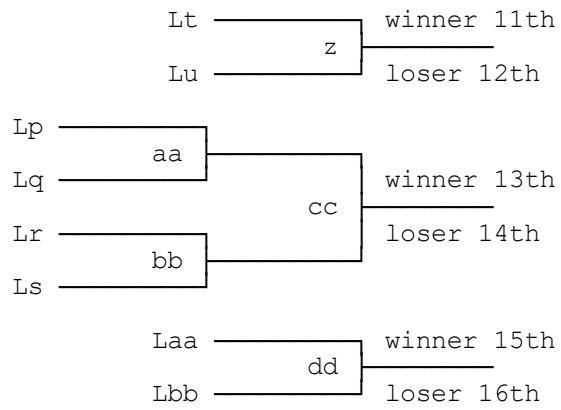 Lt winner 11th
z
Lu loser 12th
Lp
aa
Lq winner 13th
cc
Lr loser 14th
bb
Ls
Laa winner 15th
dd
Lbb loser 16th